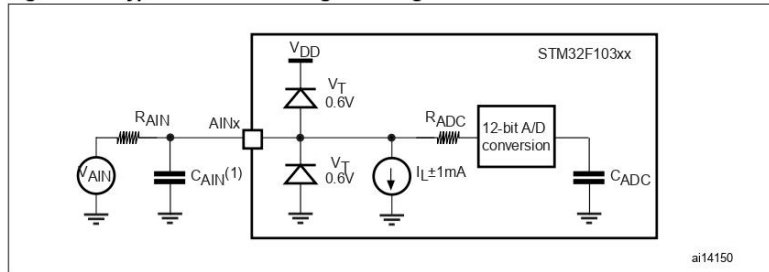 VDD
STM32F103xx
VT
0.6V
RAIN
AINx
RADC
12-bit A/D
conversion
VAIN
CAIN(1)
VT
0.6V
IL±1mA
CADC
ai14150